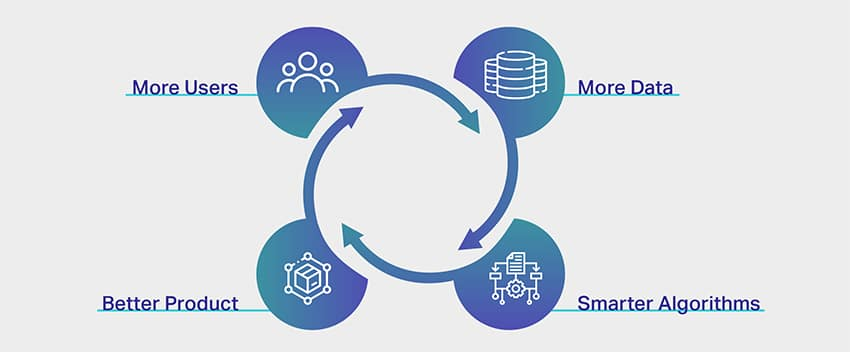 More Users
More Data
Better Product
Smarter Algorithms